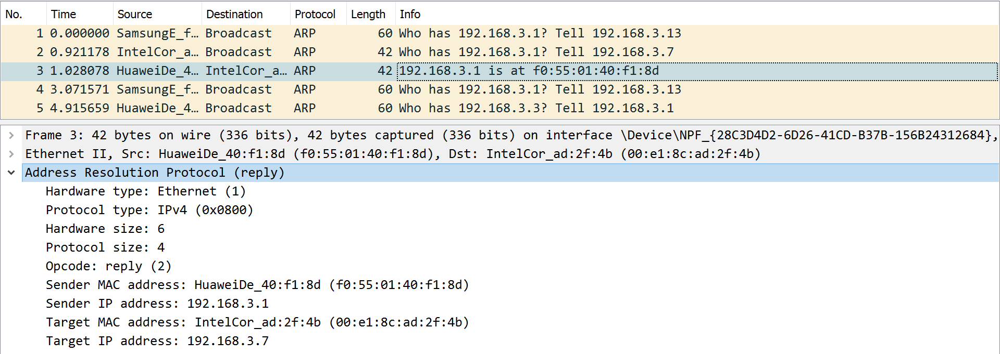 No. Time Source Destination Protocol Length Info
1 0.000000 SamsungE_f… Broadcast ARP 60 Who has 192.168.3.1? Tell 192.168.3.13
2 0.921178 IntelCor_a… Broadcast ARP 42 Who has 192.168.3.1? Tell 192.168.3.7
3 1.028078 HuaweiDe_4… IntelCor_a… ARP 42 192.168.3.1 is at f0:55:01:40:f1:8d
4 3.071571 SamsungE_f… Broadcast ARP 60 Who has 192.168.3.1? Tell 192.168.3.13
5 4.915659 HuaweiDe_4… Broadcast ARP 60 Who has 192.168.3.3? Tell 192.168.3.1
Frame 3: 42 bytes on wire (336 bits), 42 bytes captured (336 bits) on interface \Device\NPF_{28C3D4D2-6D26-41CD-B37B-156B24312684},
Ethernet II, Src: HuaweiDe_40:f1:8d (f0:55:01:40:f1:8d), Dst: IntelCor_ad:2f:4b (00:e1:8c:ad:2f:4b)
Address Resolution Protocol (reply)
Hardware type: Ethernet (1)
Protocol type: IPv4 (0x0800)
Hardware size: 6
Protocol size: 4
Opcode: reply (2)
Sender MAC address: HuaweiDe_40:f1:8d (f0:55:01:40:f1:8d)
Sender IP address: 192.168.3.1
Target MAC address: IntelCor_ad:2f:4b (00:e1:8c:ad:2f:4b)
Target IP address: 192.168.3.7